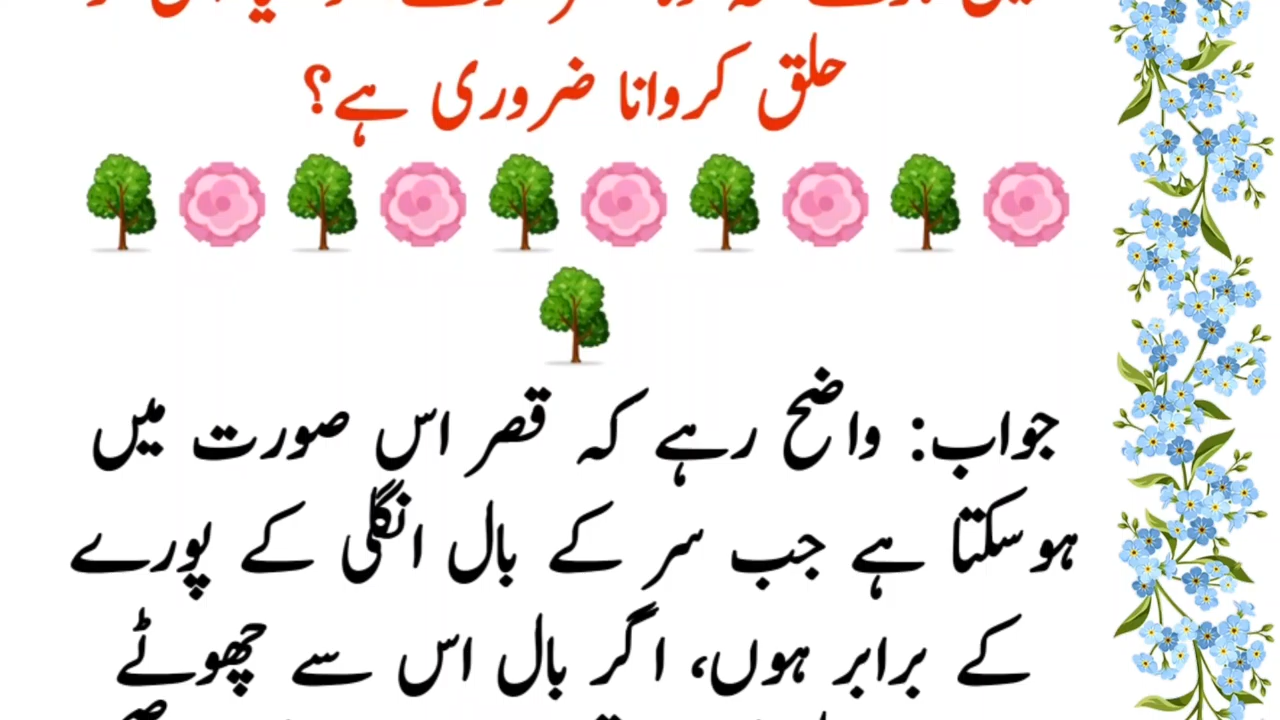 حلق کروانا ضروری ہے؟
جواب: واضح رہے کہ قصر اس صورت میں
ہوسکتا ہے جب سر کے بال انگلی کے پورے
کے برابر ہوں، اگر بال اس سے چھوٹے